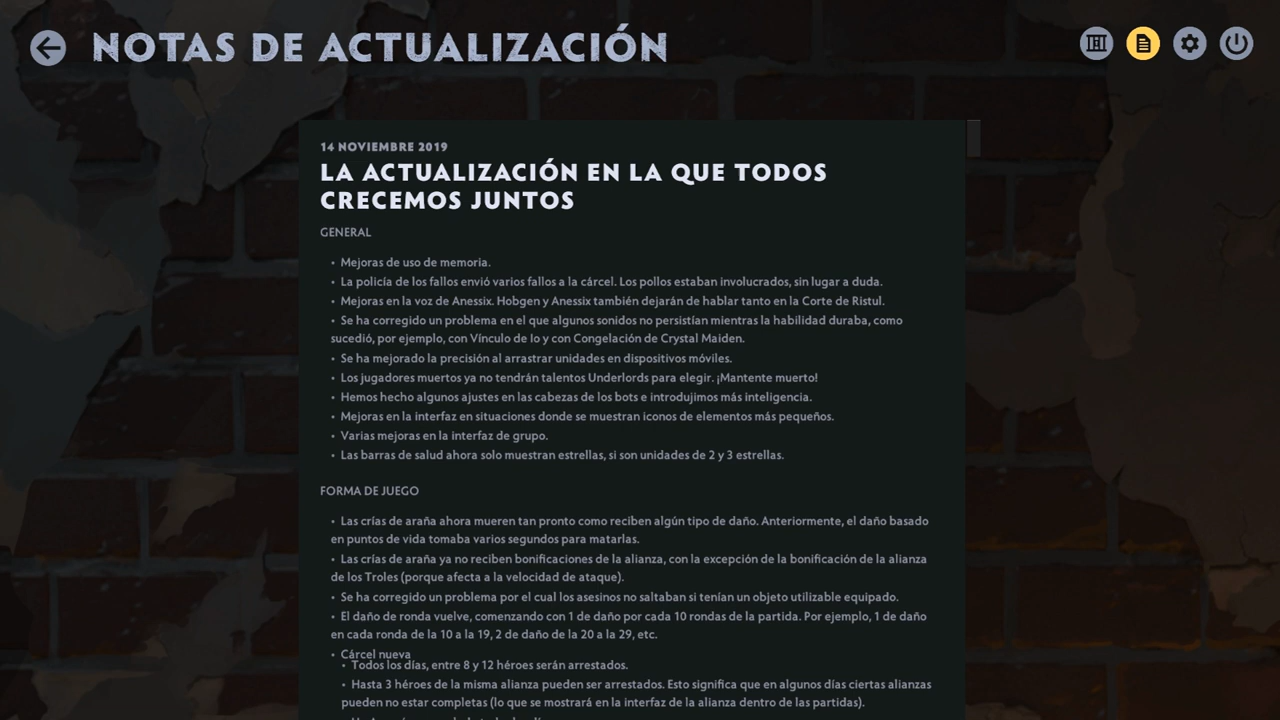 NOTAS DE ACTUALIZACIÓN
14 NOVIEMBRE 2019
LA ACTUALIZACIÓN EN LA QUE TODOS
CRECEMOS JUNTOS
GENERAL
• Mejoras de uso de memoria.
• La policía de los fallos envió varios fallos a la cárcel. Los pollos estaban involucrados, sin lugar a duda.
• Mejoras en la voz de Anessix. Hobgen y Anessix también dejarán de hablar tanto en la Corte de Ristul.
• Se ha corregido un problema en el que algunos sonidos no persistían mientras la habilidad duraba, como
sucedió, por ejemplo, con Vínculo de Io y con Congelación de Crystal Maiden.
• Se ha mejorado la precisión al arrastrar unidades en dispositivos móviles.
• Los jugadores muertos ya no tendrán talentos Underlords para elegir. ¡Mantente muerto!
• Hemos hecho algunos ajustes en las cabezas de los bots e introdujimos más inteligencia.
• Mejoras en la interfaz en situaciones donde se muestran iconos de elementos más pequeños.
• Varias mejoras en la interfaz de grupo.
• Las barras de salud ahora solo muestran estrellas, si son unidades de 2 y 3 estrellas.
FORMA DE JUEGO
• Las crías de araña ahora mueren tan pronto como reciben algún tipo de daño. Anteriormente, el daño basado
en puntos de vida tomaba varios segundos para matarlas.
• Las crías de araña ya no reciben bonificaciones de la alianza, con la excepción de la bonificación de la alianza
de los Troles (porque afecta a la velocidad de ataque).
• Se ha corregido un problema por el cual los asesinos no saltaban si tenían un objeto utilizable equipado.
• El daño de ronda vuelve, comenzando con 1 de daño por cada 10 rondas de la partida. Por ejemplo, 1 de daño
en cada ronda de la 10 a la 19, 2 de daño de la 20 a la 29, etc.
• Cárcel nueva
• Todos los días, entre 8 y 12 héroes serán arrestados.
• Hasta 3 héroes de la misma alianza pueden ser arrestados. Esto significa que en algunos días ciertas alianzas
pueden no estar completas (lo que se mostrará en la interfaz de la alianza dentro de las partidas).